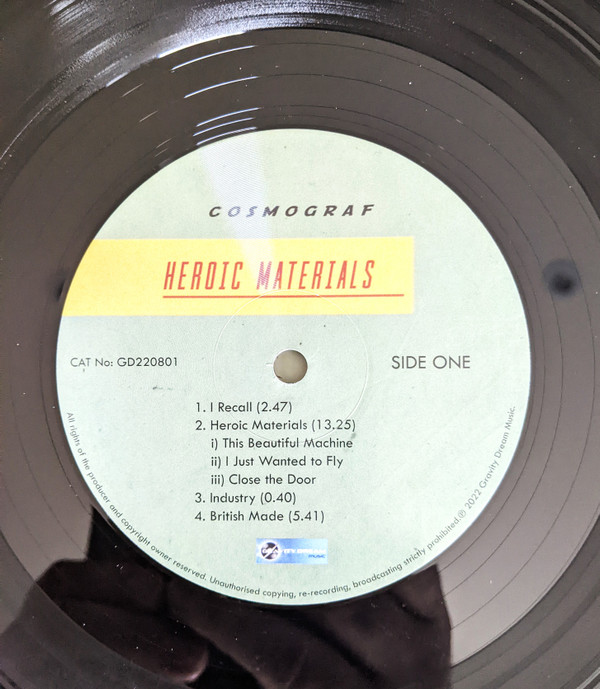 COSMOGRAF
HEROIC MATERIALS
CAT No: GD220801
SIDE ONE
1. I Recall (2.47)
2. Heroic Materials (13.25)
i) This Beautiful Machine
ii) I Just Wanted to Fly
iii) Close the Door
3. Industry (0.40)
4. British Made (5.41)
GRAVITY DREAM
MUSIC
All rights of the producer and copyright owner reserved. Unauthorised copying, re-recording, broadcasting strictly prohibited.℗ 2022 Gravity Dream Music.